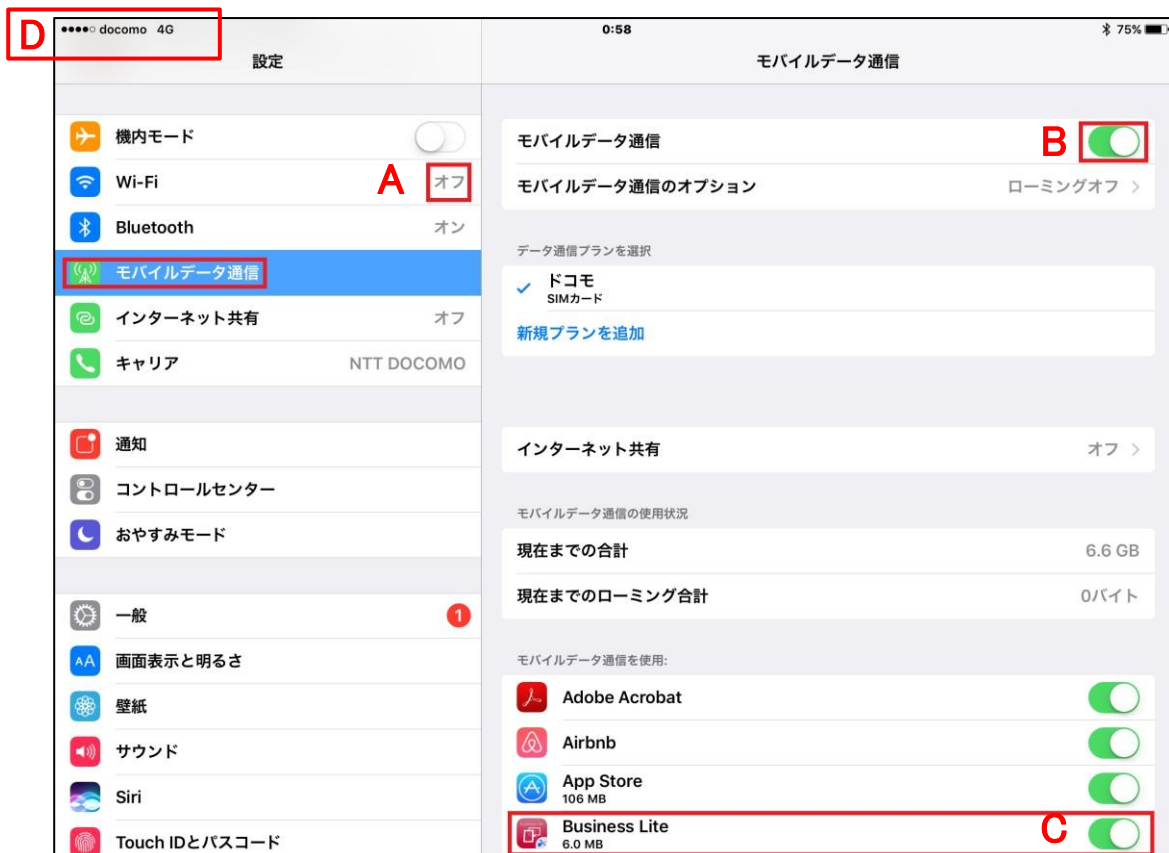 D
●●●●○ docomo 4G
0:58
75%
設定
モバイルデータ通信
機内モード
Wi-Fi
A
オフ
Bluetooth
オン
モバイルデータ通信
インターネット共有
オフ
キャリア
NTT DOCOMO
通知
コントロールセンター
おやすみモード
一般
1
AA
画面表示と明るさ
壁紙
サウンド
Siri
Touch IDとパスコード
モバイルデータ通信
B
モバイルデータ通信のオプション
ローミングオフ
データ通信プランを選択
ドコモ
SIMカード
新規プランを追加
インターネット共有
オフ
モバイルデータ通信の使用状況
現在までの合計
6.6 GB
現在までのローミング合計
0バイト
モバイルデータ通信を使用:
Adobe Acrobat
Airbnb
App Store
106 MB
Business Lite
6.0 MB
C